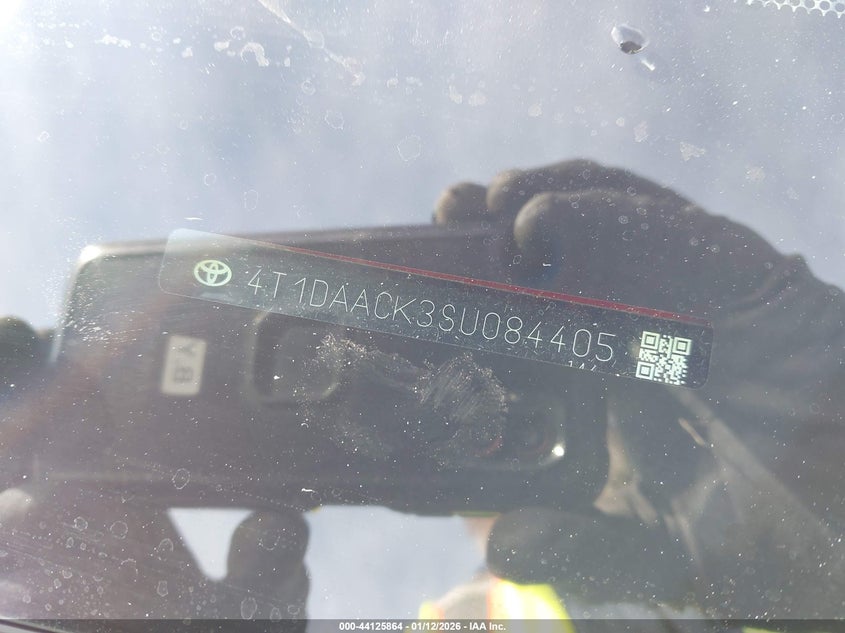 4T1DAACK3SU084405
Y.B
000-44125864 - 01/12/2026 - IAA Inc.